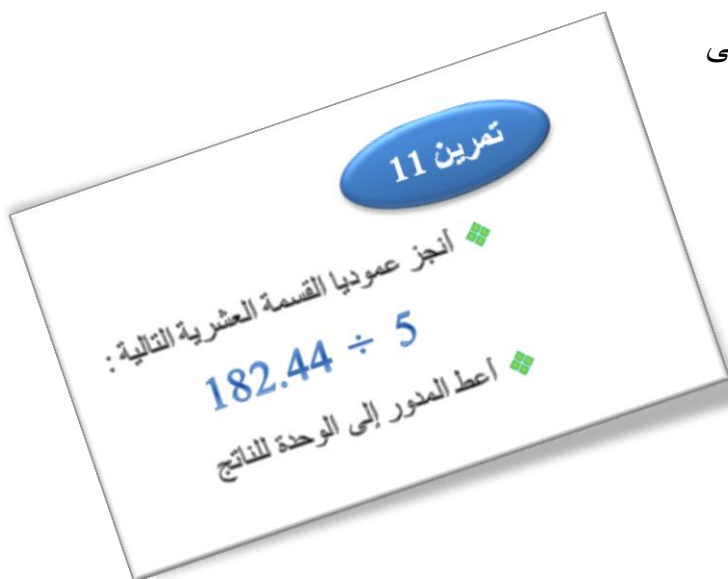 تمرين 11
أنجز عموديا القسمة العشرية التالية :
182.44 ÷ 5
أعط المدور إلى الوحدة للناتج